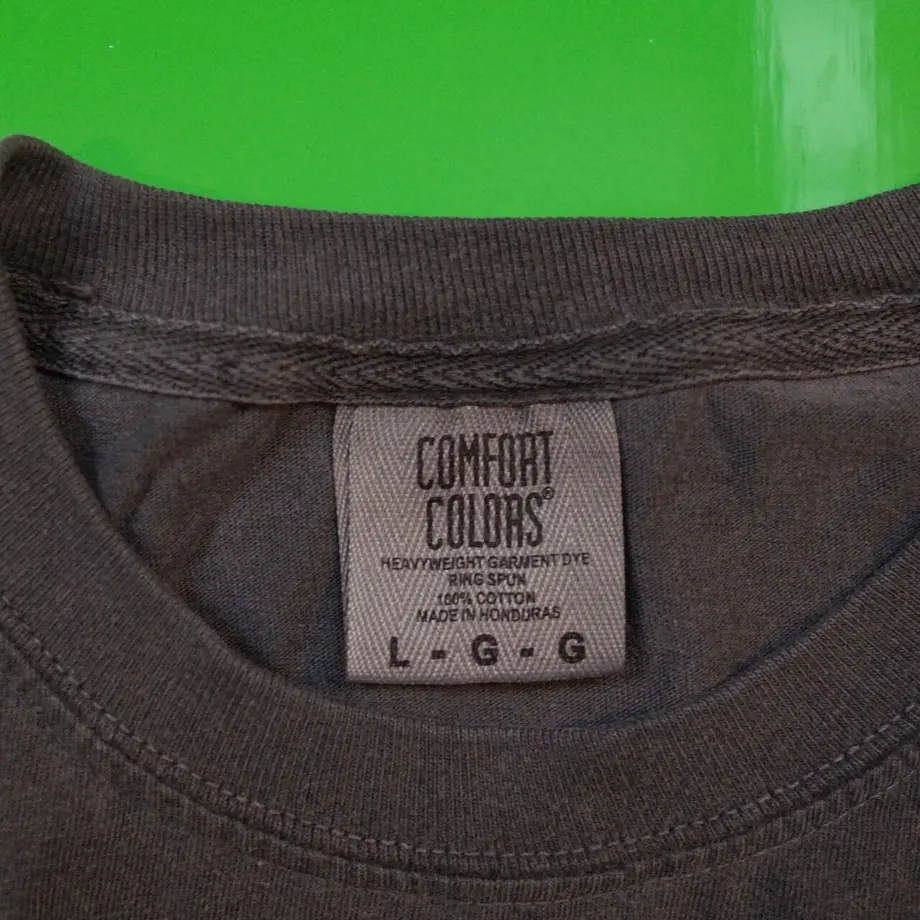 COMFORT
COLORS®
HEAVYWEIGHT GARMENT DYE
RING SPUN
100% COTTON
MADE IN HONDURAS
L - G - G